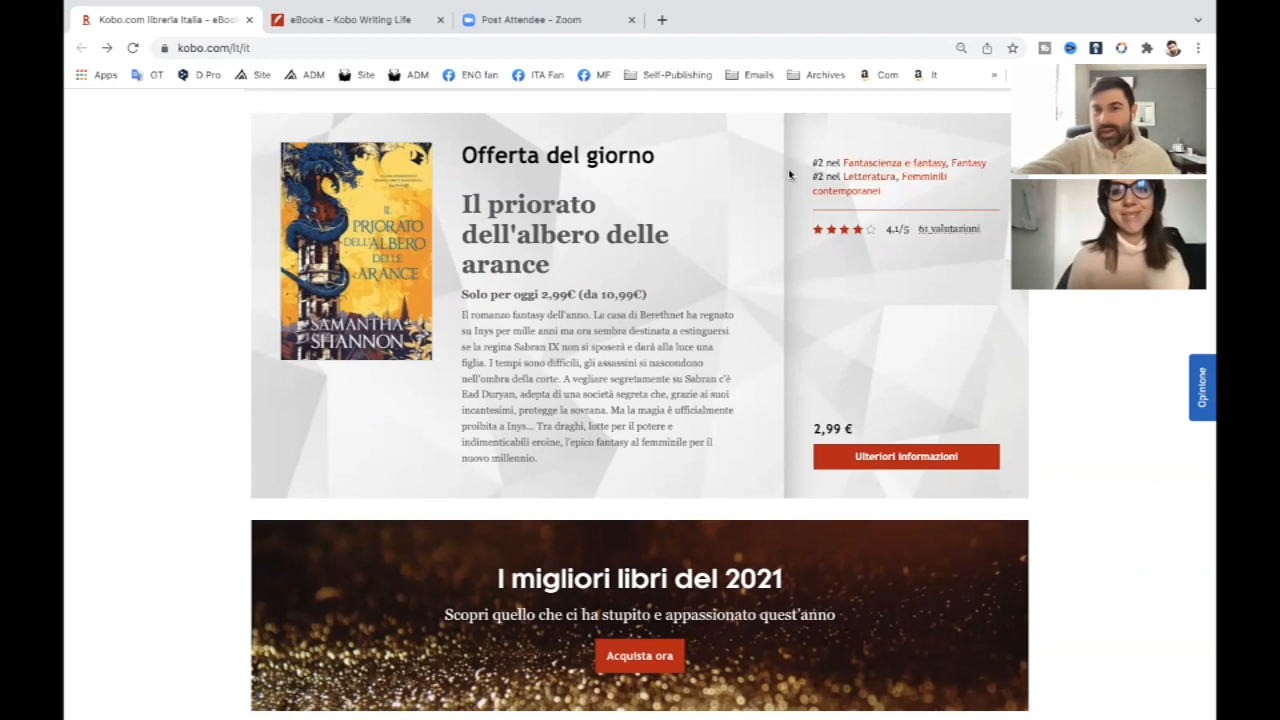 Kobo.com libreria Italia - eBook
eBooks - Kobo Writing Life
Post Attendee - Zoom
kobo.com/it/it
Apps
GT
D Pro
Site
ADM
Site
ADM
ENG fan
ITA Fan
MF
Self-Publishing
Emails
Archives
Com
It
»
IL
PRIORATO
DELL'ALBERO
DELLE
ARANCE
SAMANTHA
SHANNON
Offerta del giorno
Il priorato
dell'albero delle
arance
Solo per oggi 2,99€ (da 10,99€)
Il romanzo fantasy dell'anno. La casa di Berethnet ha regnato
su Inys per mille anni ma ora sembra destinata a estinguersi
se la regina Sabran IX non si sposerà e darà alla luce una
figlia. I tempi sono difficili, gli assassini si nascondono
nell'ombra della corte. A vegliare segretamente su Sabran c'è
Ead Duryan, adepta di una società segreta che, grazie ai suoi
incantesimi, protegge la sovrana. Ma la magia è ufficialmente
proibita a Inys... Tra draghi, lotte per il potere e
indimenticabili eroine, l'epico fantasy al femminile per il
nuovo millennio.
#2 nel Fantascienza e fantasy, Fantasy
#2 nel Letteratura, Femminili
contemporanei
4.1/5 61 valutazioni
2,99 €
Ulteriori informazioni
Opinione
I migliori libri del 2021
Scopri quello che ci ha stupito e appassionato quest'anno
Acquista ora